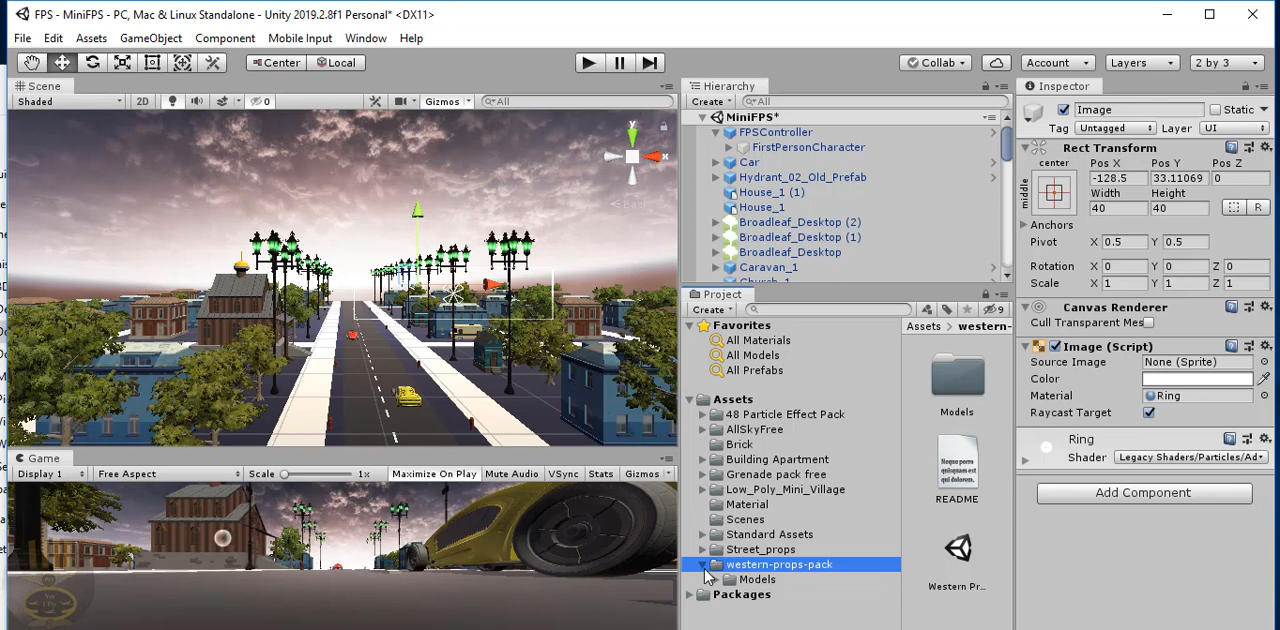 FPS - MiniFPS - PC, Mac & Linux Standalone - Unity 2019.2.8f1 Personal* <DX11>
File Edit Assets GameObject Component Mobile Input Window Help
Center Local Collab Account Layers 2 by 3
Scene
Shaded 2D 0 Gizmos All
y
x
Back
Game
Display 1 Free Aspect Scale 1x Maximize On Play Mute Audio VSync Stats Gizmos
Hierarchy
Create All
MiniFPS*
FPSController
FirstPersonCharacter
Car
Hydrant_02_Old_Prefab
House_1 (1)
House_1
Broadleaf_Desktop (2)
Broadleaf_Desktop (1)
Broadleaf_Desktop
Caravan_1
Church_1
Project
Create 9
Favorites
All Materials
All Models
All Prefabs
Assets
48 Particle Effect Pack
AllSkyFree
Brick
Building Apartment
Grenade pack free
Low_Poly_Mini_Village
Material
Scenes
Standard Assets
Street_props
western-props-pack
Models
Packages
Assets western-
Models
README
Western Pr...
Inspector
Image Static
Tag Untagged Layer UI
Rect Transform
center Pos X Pos Y Pos Z
middle -128.5 33.11069 0
Width Height
40 40 R
Anchors
Pivot X 0.5 Y 0.5
Rotation X 0 Y 0 Z 0
Scale X 1 Y 1 Z 1
Canvas Renderer
Cull Transparent Mes
Image (Script)
Source Image None (Sprite)
Color
Material Ring
Raycast Target
Ring
Shader Legacy Shaders/Particles/Ad
Add Component